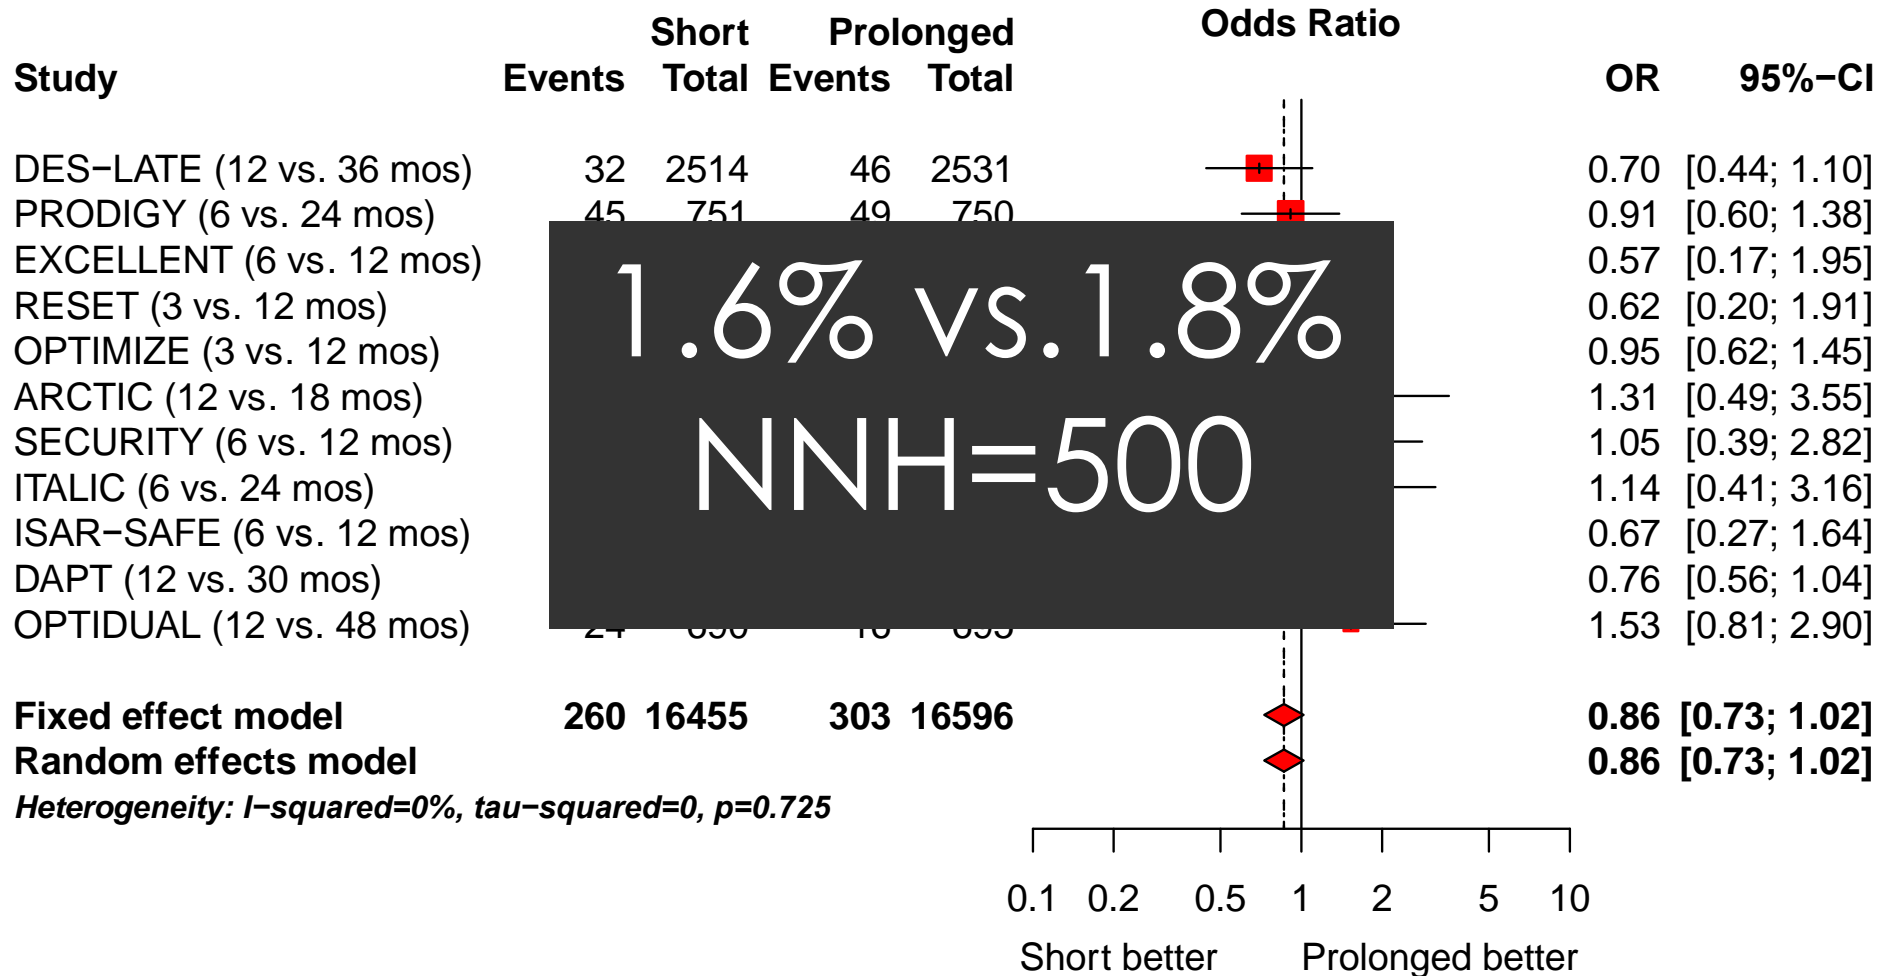 Short Prolonged Odds Ratio
Study Events Total Events Total OR 95%−CI
DES−LATE (12 vs. 36 mos) 32 2514 46 2531 0.70 [0.44; 1.10]
PRODIGY (6 vs. 24 mos) 45 751 49 750 0.91 [0.60; 1.38]
EXCELLENT (6 vs. 12 mos) 0.57 [0.17; 1.95]
RESET (3 vs. 12 mos) 0.62 [0.20; 1.91]
OPTIMIZE (3 vs. 12 mos) 0.95 [0.62; 1.45]
ARCTIC (12 vs. 18 mos) 1.31 [0.49; 3.55]
SECURITY (6 vs. 12 mos) 1.05 [0.39; 2.82]
ITALIC (6 vs. 24 mos) 1.14 [0.41; 3.16]
ISAR−SAFE (6 vs. 12 mos) 0.67 [0.27; 1.64]
DAPT (12 vs. 30 mos) 0.76 [0.56; 1.04]
OPTIDUAL (12 vs. 48 mos) 1.53 [0.81; 2.90]
1.6% vs.1.8%
NNH=500
Fixed effect model 260 16455 303 16596 0.86 [0.73; 1.02]
Random effects model 0.86 [0.73; 1.02]
Heterogeneity: I−squared=0%, tau−squared=0, p=0.725
0.1 0.2 0.5 1 2 5 10
Short better Prolonged better